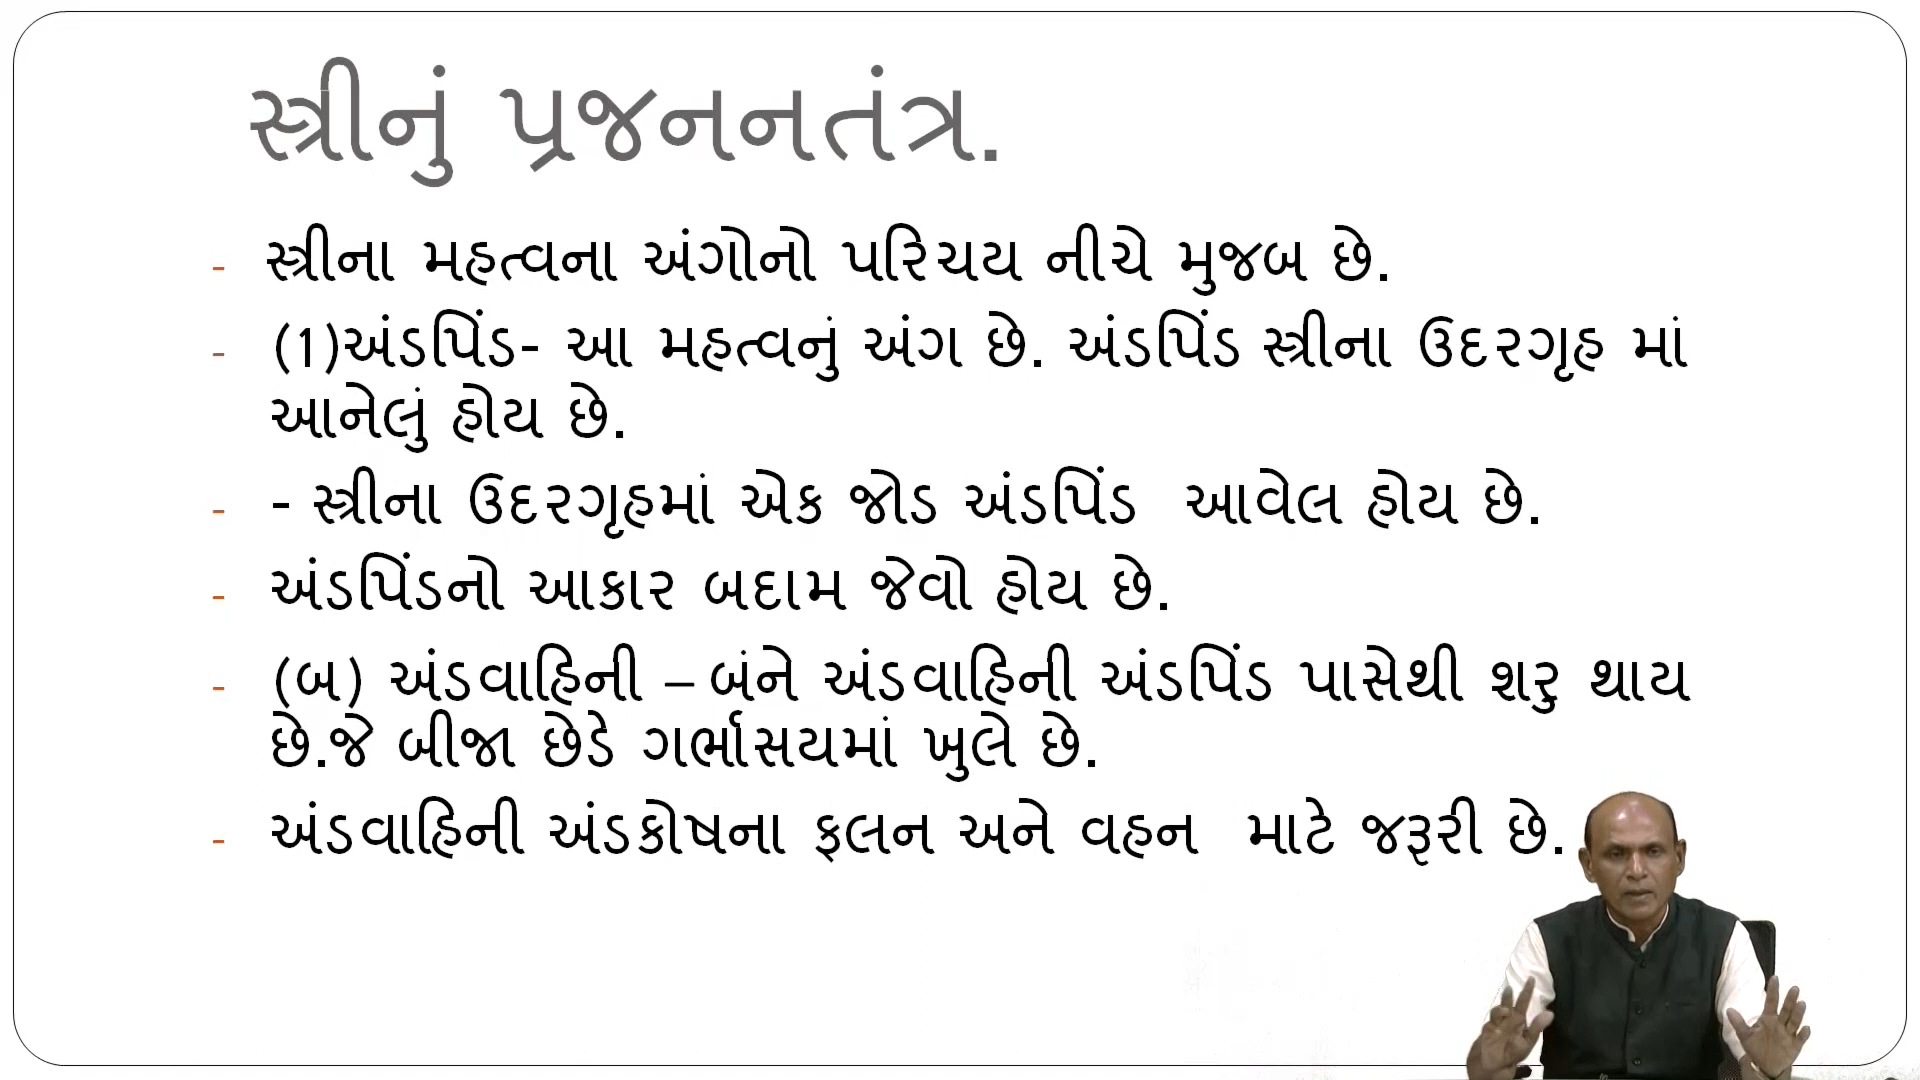 સ્ત્રીનું પ્રજનનતંત્ર.
- સ્ત્રીના મહત્વના અંગોનો પરિચય નીચે મુજબ છે.
- (1)અંડપિંડ- આ મહત્વનું અંગ છે. અંડપિંડ સ્ત્રીના ઉદરગૃહ માં
આનેલું હોય છે.
- - સ્ત્રીના ઉદરગૃહમાં એક જોડ અંડપિંડ આવેલ હોય છે.
- અંડપિંડનો આકાર બદામ જેવો હોય છે.
- (બ) અંડવાહિની – બંને અંડવાહિની અંડપિંડ પાસેથી શરુ થાય
છે.જે બીજા છેડે ગર્ભાસયમાં ખુલે છે.
- અંડવાહિની અંડકોષના ફલન અને વહન માટે જરૂરી છે.